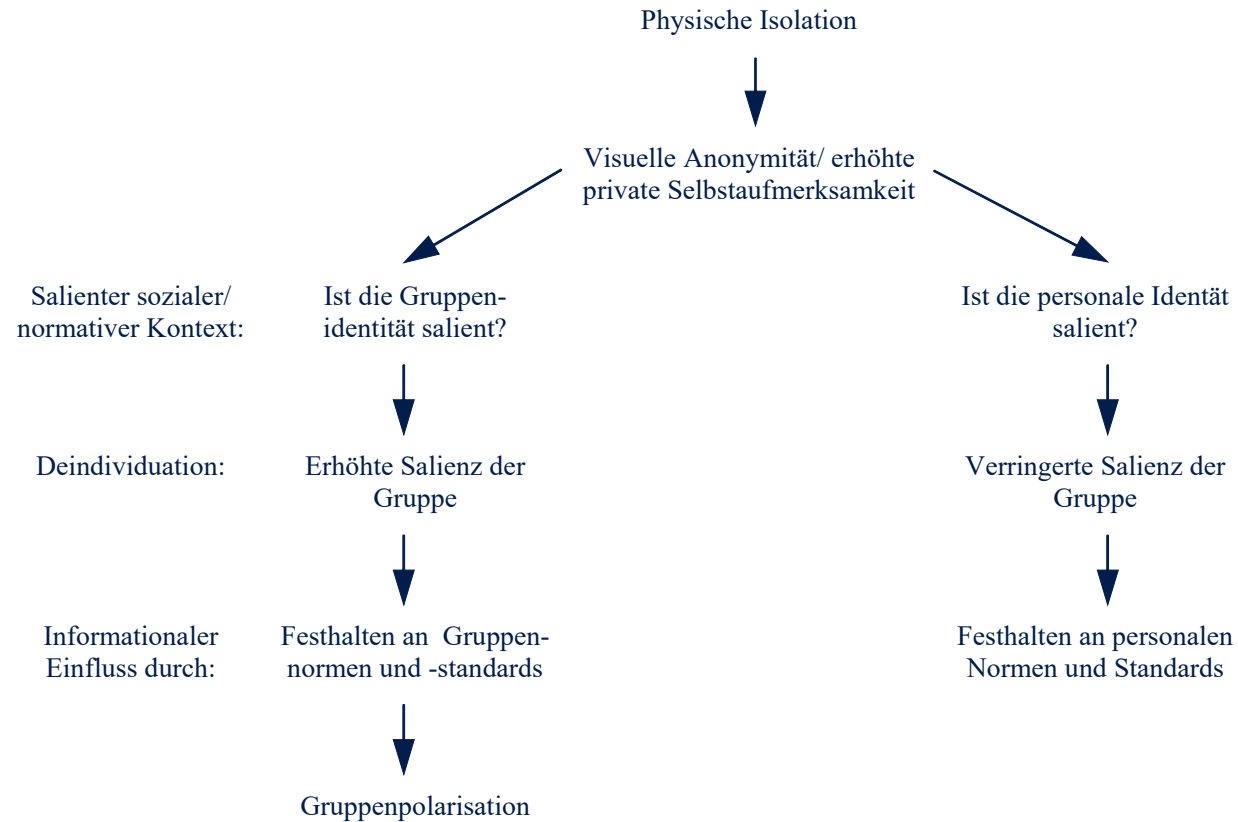 Physische Isolation
Visuelle Anonymität/ erhöhte
private Selbstaufmerksamkeit
Salienter sozialer/
normativer Kontext:
Ist die Gruppen-
identität salient?
Ist die personale Identät
salient?
Deindividuation:
Erhöhte Salienz der
Gruppe
Verringerte Salienz der
Gruppe
Informationaler
Einfluss durch:
Festhalten an  Gruppen-
normen und -standards
Festhalten an personalen
Normen und Standards
Gruppenpolarisation